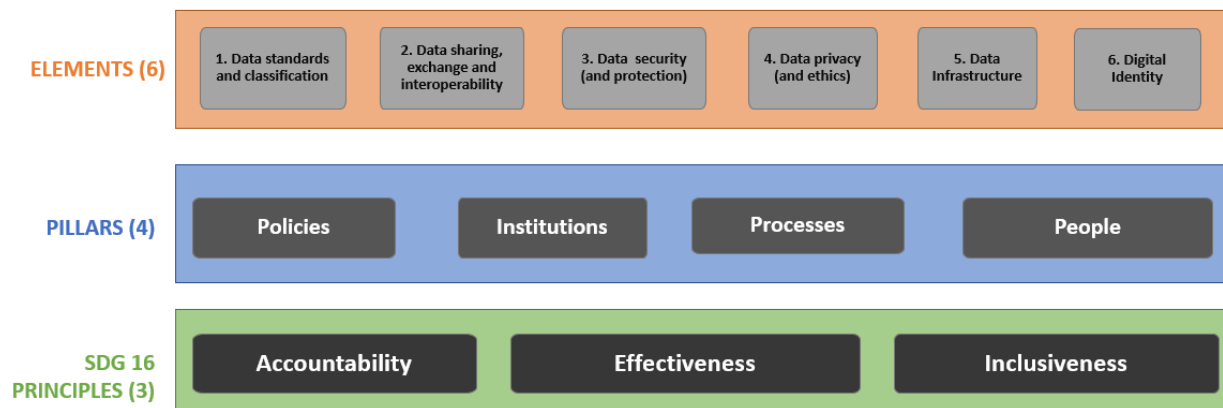 ELEMENTS (6)
1. Data standards
and classification
2. Data sharing,
exchange and
interoperability
3. Data  security
(and protection)
4. Data privacy
(and ethics)
5. Data
Infrastructure
6. Digital
Identity
PILLARS (4)
Policies
Institutions
Processes
People
SDG 16
PRINCIPLES (3)
Accountability
Effectiveness
Inclusiveness